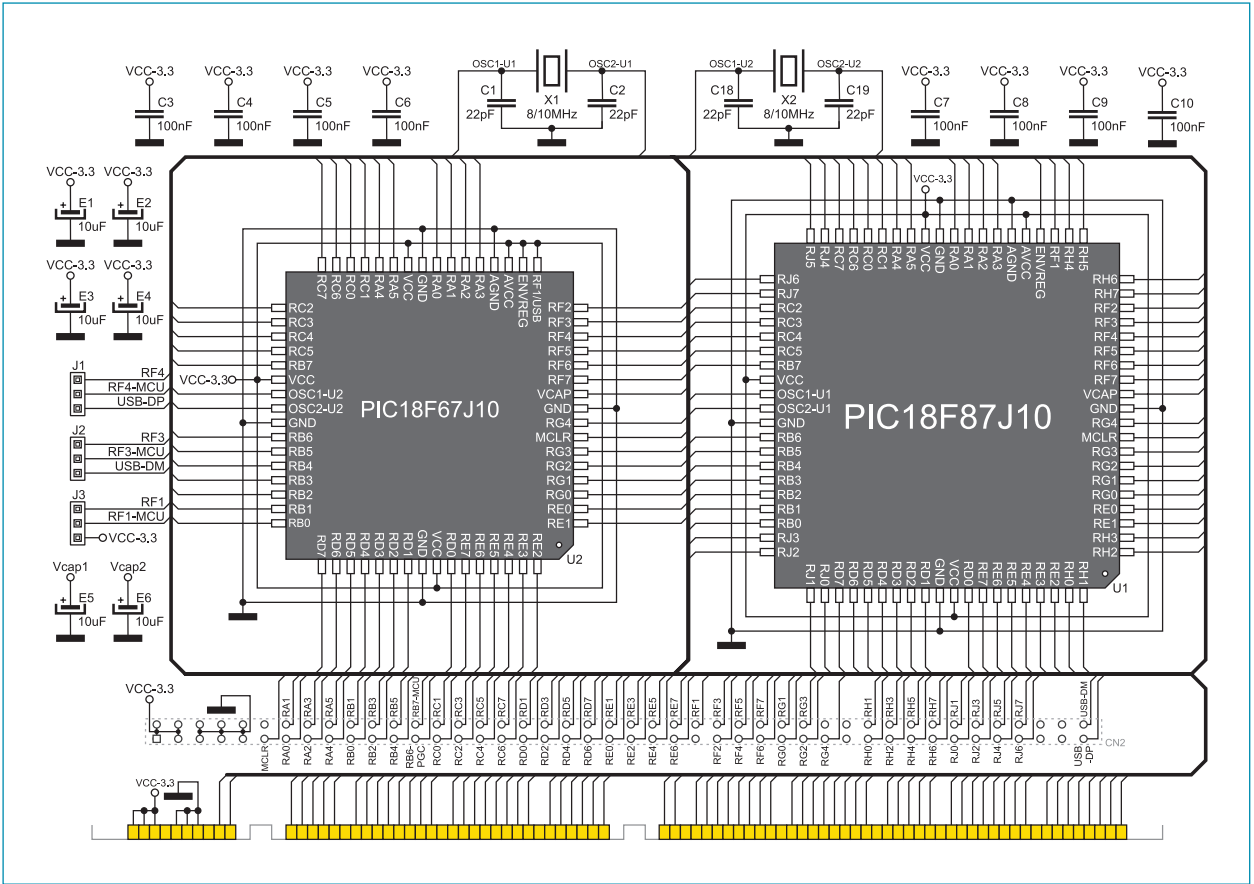 OSC1-U1 OSC2-U1 OSC1-U2 OSC2-U2
VCC-3.3 VCC-3.3 VCC-3.3 VCC-3.3 VCC-3.3 VCC-3.3 VCC-3.3 VCC-3.3
C3 C4 C5 C6 C1 X1 C2 C18 X2 C19 C7 C8 C9 C10
100nF 100nF 100nF 100nF 22pF 8/10MHz 22pF 22pF 8/10MHz 22pF 100nF 100nF 100nF 100nF
VCC-3.3 VCC-3.3
+ E1 + E2
10uF 10uF
VCC-3.3 VCC-3.3
+ E3 + E4
10uF 10uF
J1
RF4
RF4-MCU
USB-DP
J2
RF3
RF3-MCU
USB-DM
J3
RF1
RF1-MCU
VCC-3.3
Vcap1 Vcap2
+ E5 + E6
10uF 10uF
VCC-3.3
RC7 RC6 RC0 RC1 RA4 RA5 VCC GND RA0 RA1 RA2 RA3 AGND AVCC ENVREG RF1/USB
RC2
RC3
RC4
RC5
RB7
VCC
OSC1-U2
OSC2-U2
GND
RB6
RB5
RB4
RB3
RB2
RB1
RB0
PIC18F67J10
RF2
RF3
RF4
RF5
RF6
RF7
VCAP
GND
RG4
MCLR
RG3
RG2
RG1
RG0
RE0
RE1
RD7 RD6 RD5 RD4 RD3 RD2 RD1 GND VCC RD0 RE7 RE6 RE5 RE4 RE3 RE2
U2
VCC-3.3
RJ5 RJ4 RC7 RC6 RC0 RC1 RA4 RA5 VCC GND RA0 RA1 RA2 RA3 AGND AVCC ENVREG RF1 RH4 RH5
RJ6
RJ7
RC2
RC3
RC4
RC5
RB7
VCC
OSC1-U1
OSC2-U1
GND
RB6
RB5
RB4
RB3
RB2
RB1
RB0
RJ3
RJ2
PIC18F87J10
RH6
RH7
RF2
RF3
RF4
RF5
RF6
RF7
VCAP
GND
RG4
MCLR
RG3
RG2
RG1
RG0
RE0
RE1
RH3
RH2
RJ1 RJ0 RD7 RD6 RD5 RD4 RD3 RD2 RD1 GND VCC RD0 RE7 RE6 RE5 RE4 RE3 RE2 RH0 RH1
U1
VCC-3.3
RA1 RA3 RA5 RB1 RB3 RB5 RB7-MCU RC1 RC3 RC5 RC7 RD1 RD3 RD5 RD7 RE1 RE3 RE5 RE7 RF1 RF3 RF5 RF7 RG1 RG3 RH1 RH3 RH5 RH7 RJ1 RJ3 RJ5 RJ7 USB-DM
MCLR RA0 RA2 RA4 RB0 RB2 RB4 RBI6-PGC RC0 RC2 RC4 RC6 RD0 RD2 RD4 RD6 RE0 RE2 RE4 RE6 RF2 RF4 RF6 RG0 RG2 RG4 RH0 RH2 RH4 RH6 RJ0 RJ2 RJ4 RJ6 USB-DP
CN2
VCC-3.3